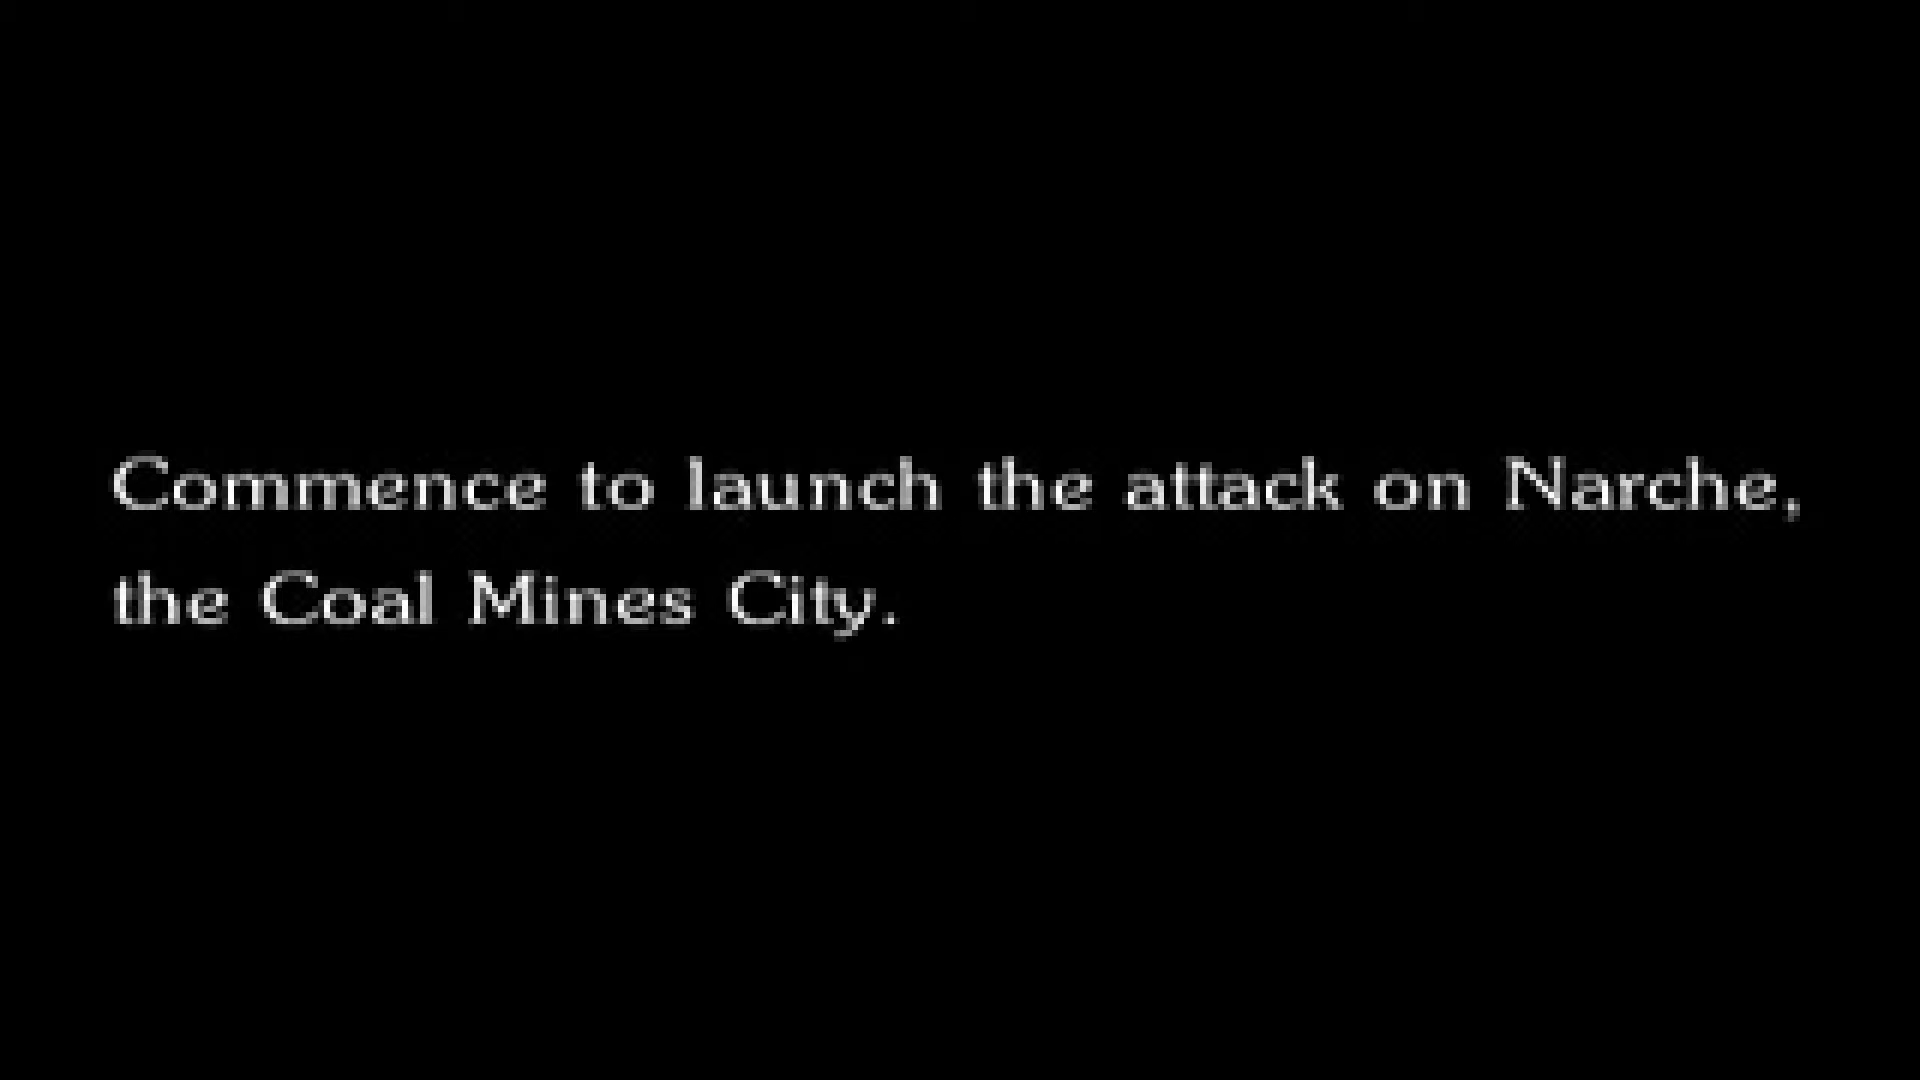 Commence to launch the attack on Narche,
the Coal Mines City.